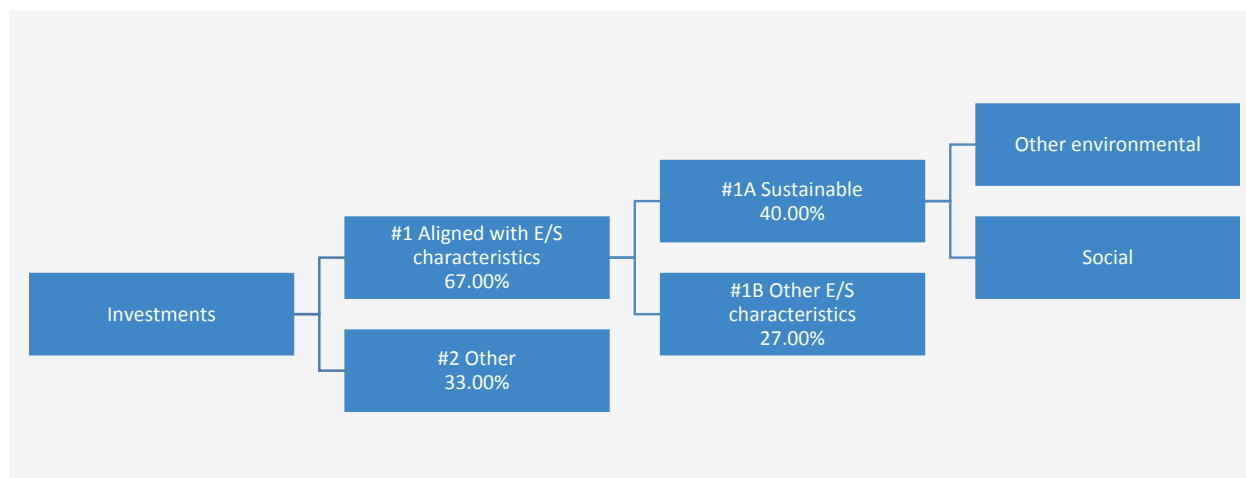 Investments
#1 Aligned with E/S
characteristics
67.00%
#2 Other
33.00%
#1A Sustainable
40.00%
#1B Other E/S
characteristics
27.00%
Other environmental
Social